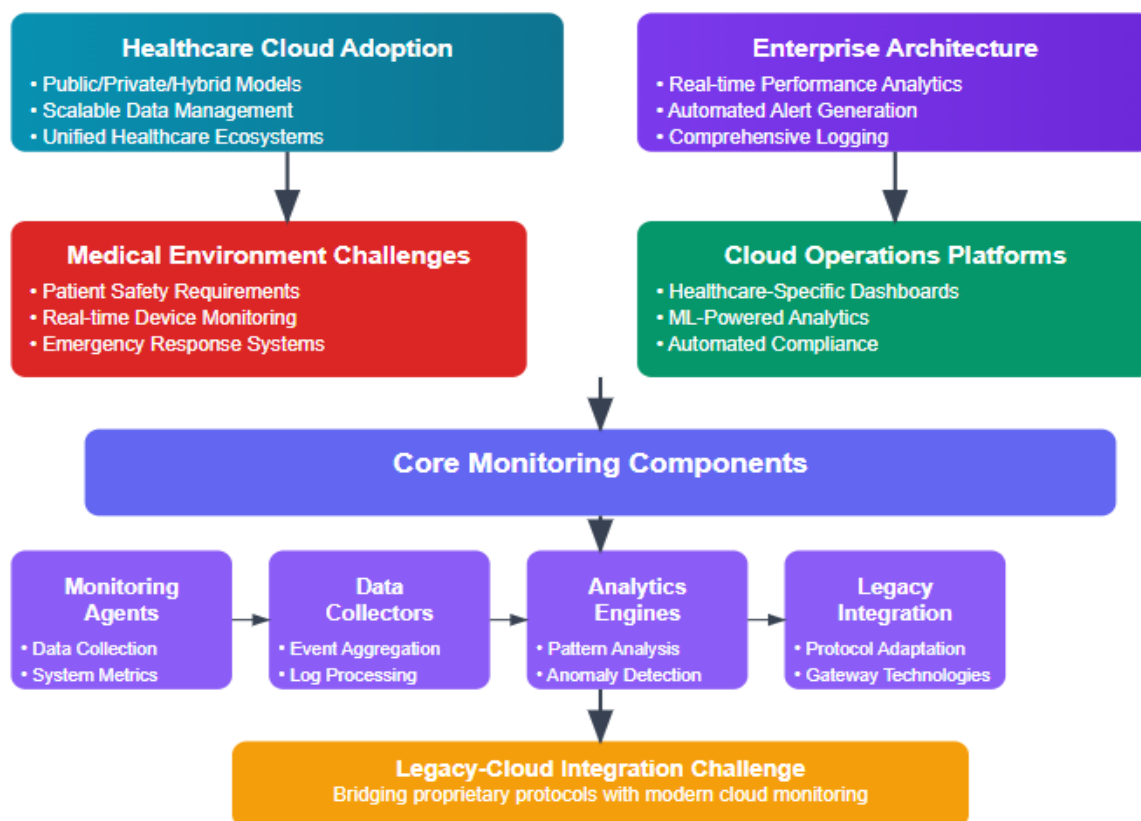 Healthcare Cloud Adoption
• Public/Private/Hybrid Models
• Scalable Data Management
• Unified Healthcare Ecosystems
Enterprise Architecture
• Real-time Performance Analytics
• Automated Alert Generation
• Comprehensive Logging
Medical Environment Challenges
• Patient Safety Requirements
• Real-time Device Monitoring
• Emergency Response Systems
Cloud Operations Platforms
• Healthcare-Specific Dashboards
• ML-Powered Analytics
• Automated Compliance
Core Monitoring Components
Monitoring
Agents
• Data Collection
• System Metrics
Data
Collectors
• Event Aggregation
• Log Processing
Analytics
Engines
• Pattern Analysis
• Anomaly Detection
Legacy
Integration
• Protocol Adaptation
• Gateway Technologies
Legacy-Cloud Integration Challenge
Bridging proprietary protocols with modern cloud monitoring